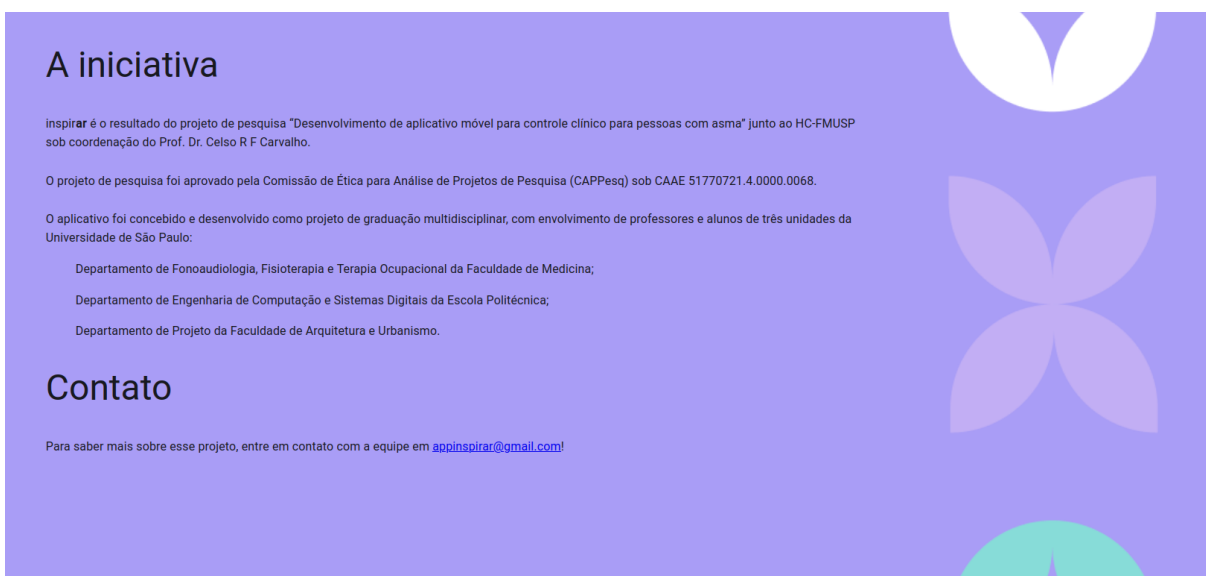 A iniciativa
inspirar é o resultado do projeto de pesquisa “Desenvolvimento de aplicativo móvel para controle clínico para pessoas com asma” junto ao HC-FMUSP
sob coordenação do Prof. Dr. Celso R F Carvalho.
O projeto de pesquisa foi aprovado pela Comissão de Ética para Análise de Projetos de Pesquisa (CAPPesq) sob CAAE 51770721.4.0000.0068.
O aplicativo foi concebido e desenvolvido como projeto de graduação multidisciplinar, com envolvimento de professores e alunos de três unidades da
Universidade de São Paulo:
Departamento de Fonoaudiologia, Fisioterapia e Terapia Ocupacional da Faculdade de Medicina;
Departamento de Engenharia de Computação e Sistemas Digitais da Escola Politécnica;
Departamento de Projeto da Faculdade de Arquitetura e Urbanismo.
Contato
Para saber mais sobre esse projeto, entre em contato com a equipe em appinspirar@gmail.com!